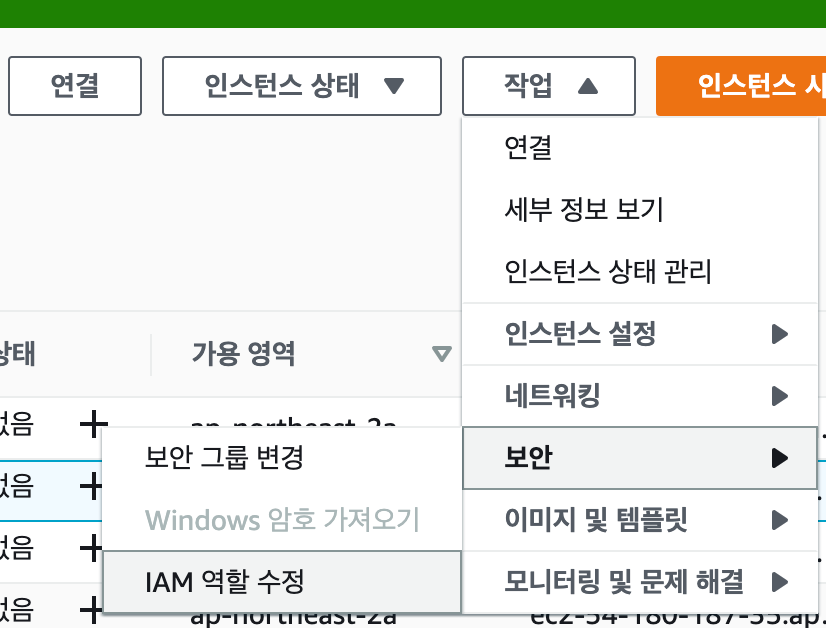 연결
인스턴스 상태
작업
인스턴스
연결
세부 정보 보기
인스턴스 상태 관리
인스턴스 설정
네트워킹
보안
이미지 및 템플릿
모니터링 및 문제 해결
상태
가용 영역
없음
ap-northeast-2a
없음
없음
없음
보안 그룹 변경
Windows 암호 가져오기
IAM 역할 수정
ap-northeast-2a
ec2-54-180-187-55.ap.